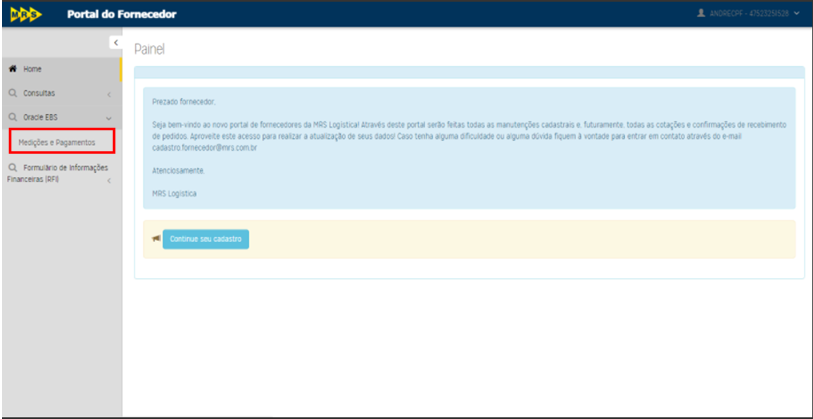 MRS
Portal do Fornecedor
ANDRECPF - 47523251528
Painel
Home
Consultas
Oracle EBS
Medições e Pagamentos
Formulário de Informações
Financeiras (RFI)
Prezado fornecedor,
Seja bem-vindo ao novo portal de fornecedores da MRS Logística! Através deste portal serão feitas todas as manutenções cadastrais e, futuramente, todas as cotações e confirmações de recebimento
de pedidos. Aproveite este acesso para realizar a atualização de seus dados! Caso tenha alguma dificuldade ou alguma dúvida fiquem à vontade para entrar em contato através do e-mail
cadastro.fornecedor@mrs.com.br
Atenciosamente.
MRS Logística
Continue seu cadastro